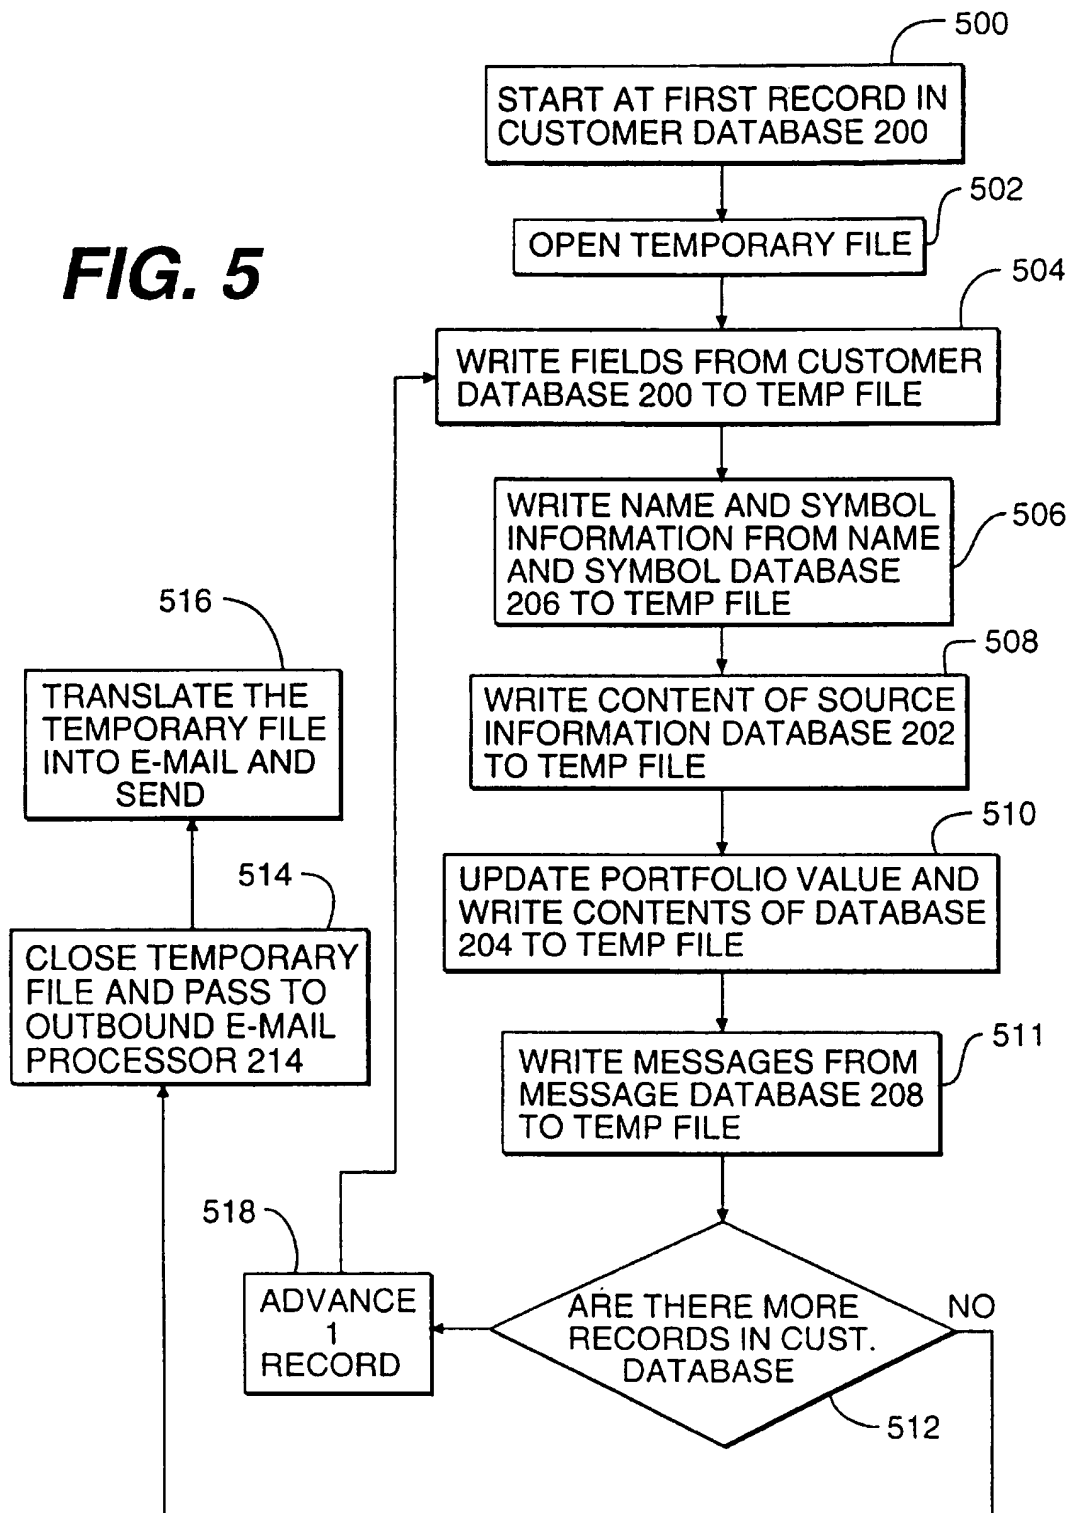 500
START AT FIRST RECORD IN
CUSTOMER DATABASE 200
502
OPEN TEMPORARY FILE
FIG. 5
504
WRITE FIELDS FROM CUSTOMER
DATABASE 200 TO TEMP FILE
506
WRITE NAME AND SYMBOL
INFORMATION FROM NAME
AND SYMBOL DATABASE
206 TO TEMP FILE
508
WRITE CONTENT OF SOURCE
INFORMATION DATABASE 202
TO TEMP FILE
510
UPDATE PORTFOLIO VALUE AND
WRITE CONTENTS OF DATABASE
204 TO TEMP FILE
511
WRITE MESSAGES FROM
MESSAGE DATABASE 208
TO TEMP FILE
ARE THERE MORE
RECORDS IN CUST.
DATABASE
NO
512
518
ADVANCE
1
RECORD
514
CLOSE TEMPORARY
FILE AND PASS TO
OUTBOUND E-MAIL
PROCESSOR 214
516
TRANSLATE THE
TEMPORARY FILE
INTO E-MAIL AND
SEND